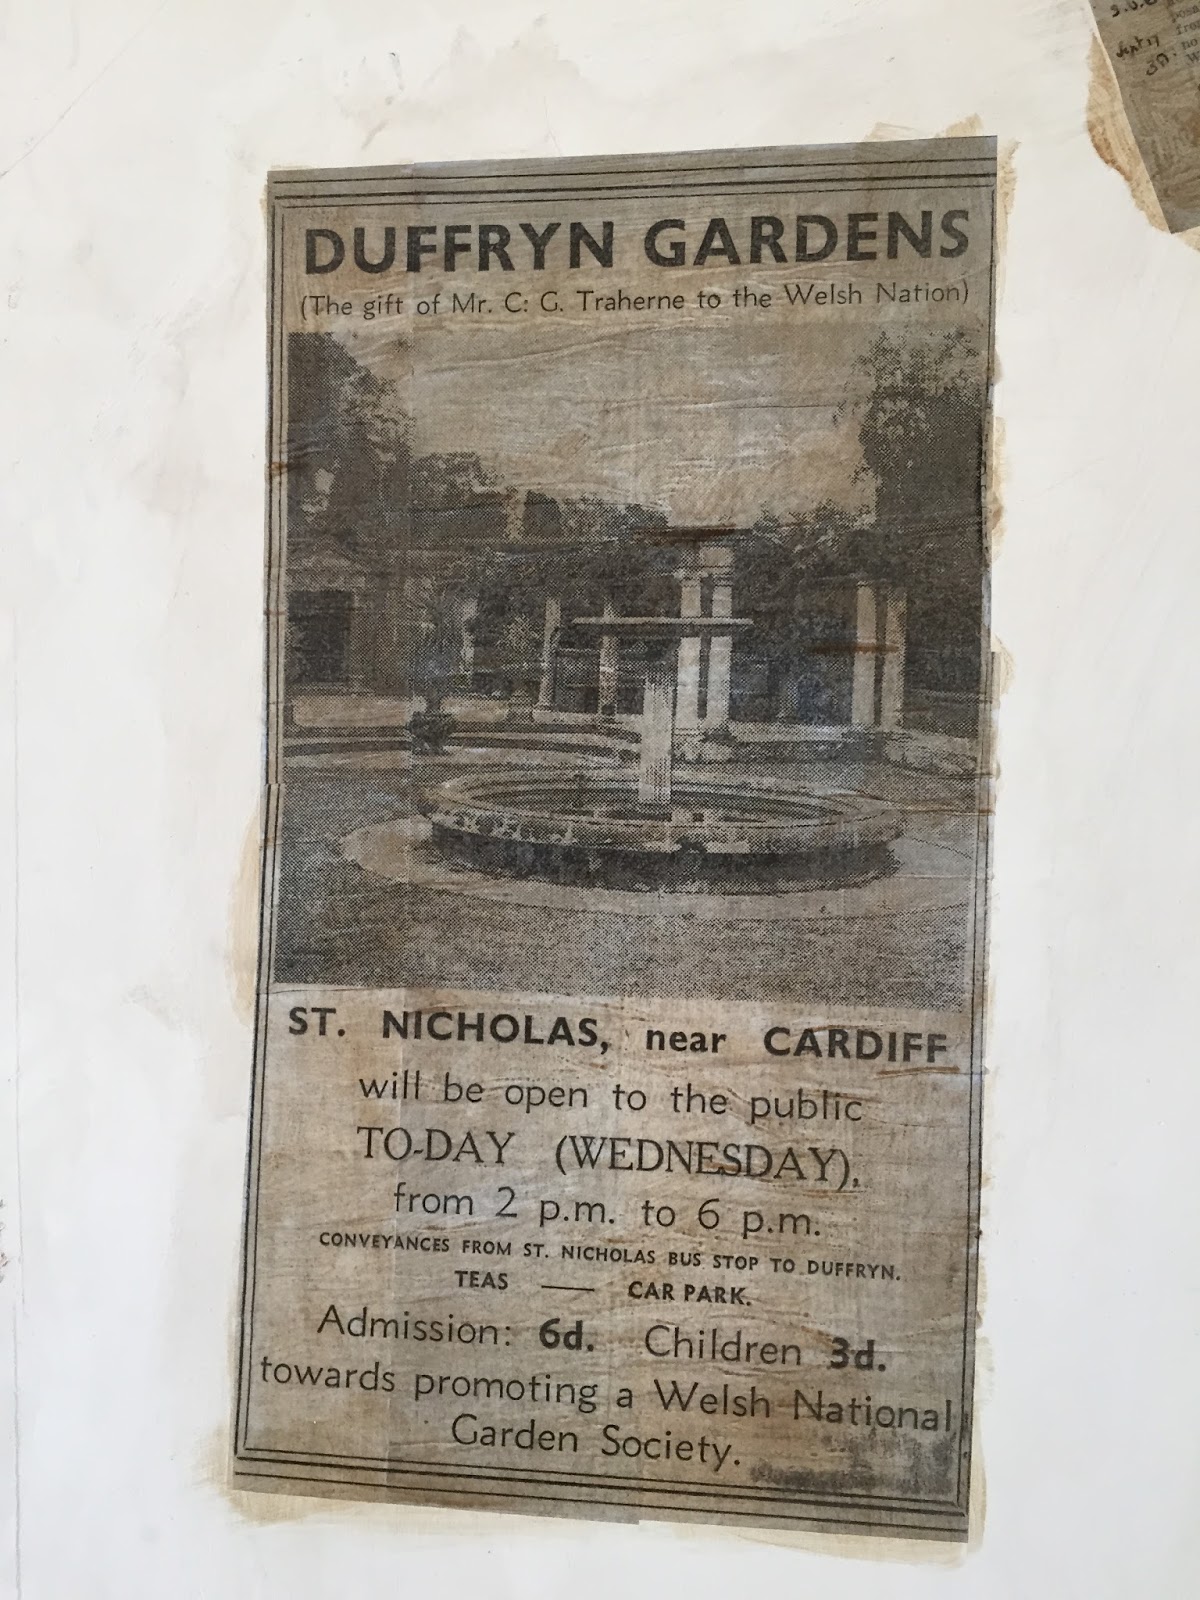 DUFFRYN GARDENS
(The gift of Mr. C: G. Traherne to the Welsh Nation)
ST. NICHOLAS, near CARDIFF
will be open to the public
TO-DAY (WEDNESDAY),
from 2 p.m. to 6 p.m.
CONVEYANCES FROM ST. NICHOLAS BUS STOP TO DUFFRYN.
TEAS —— CAR PARK.
Admission: 6d. Children 3d.
towards promoting a Welsh National
Garden Society.